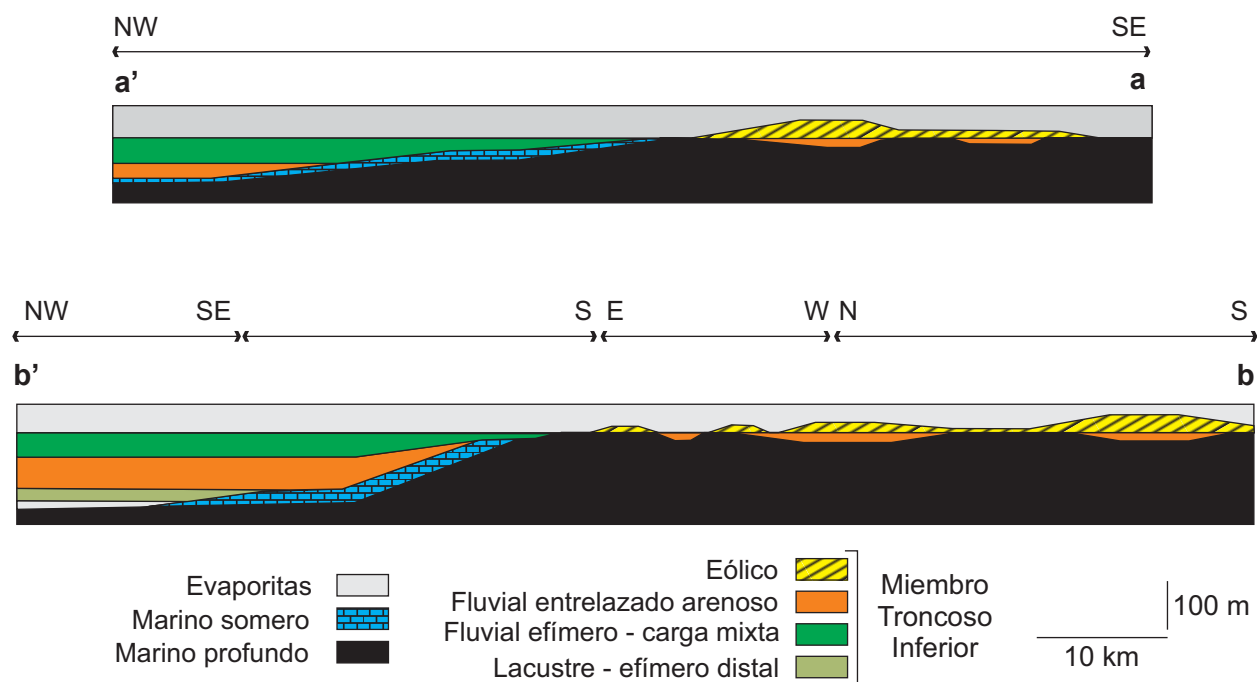 NW SE
a' a
NW SE S E W N S
b' b
Evaporitas
Marino somero
Marino profundo
Eólico
Fluvial entrelazado arenoso
Fluvial efímero - carga mixta
Lacustre - efímero distal
Miembro
Troncoso
Inferior
100 m
10 km